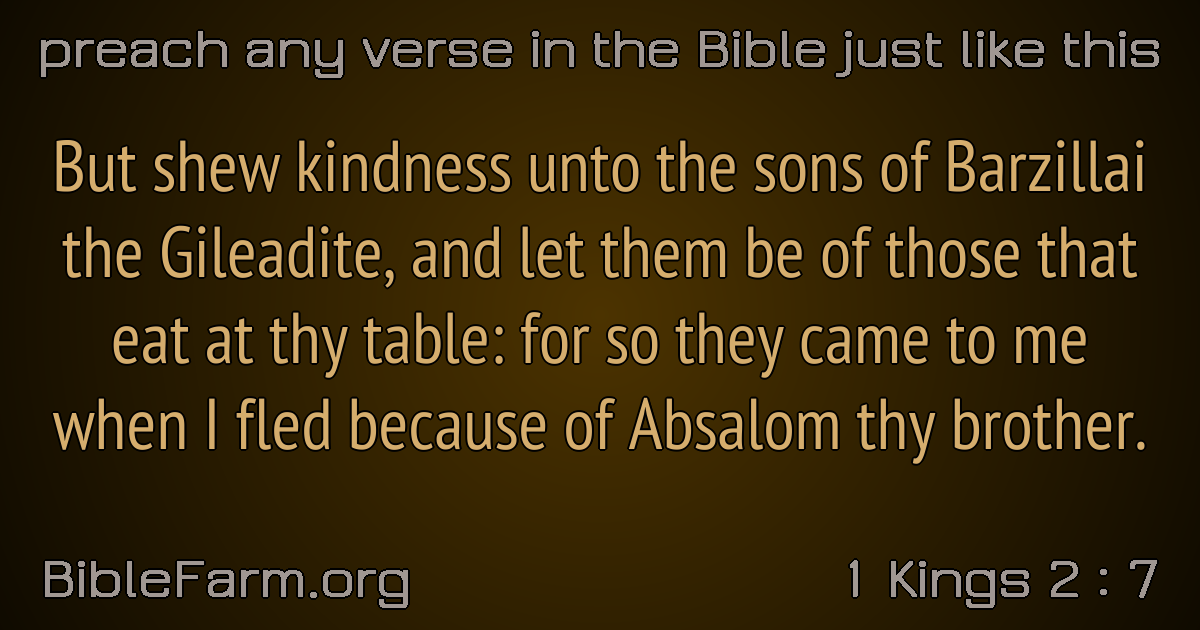 preach any verse in the Bible just like this
But shew kindness unto the sons of Barzillai
the Gileadite, and let them be of those that
eat at thy table: for so they came to me
when I fled because of Absalom thy brother.
BibleFarm.org
1 Kings 2 : 7